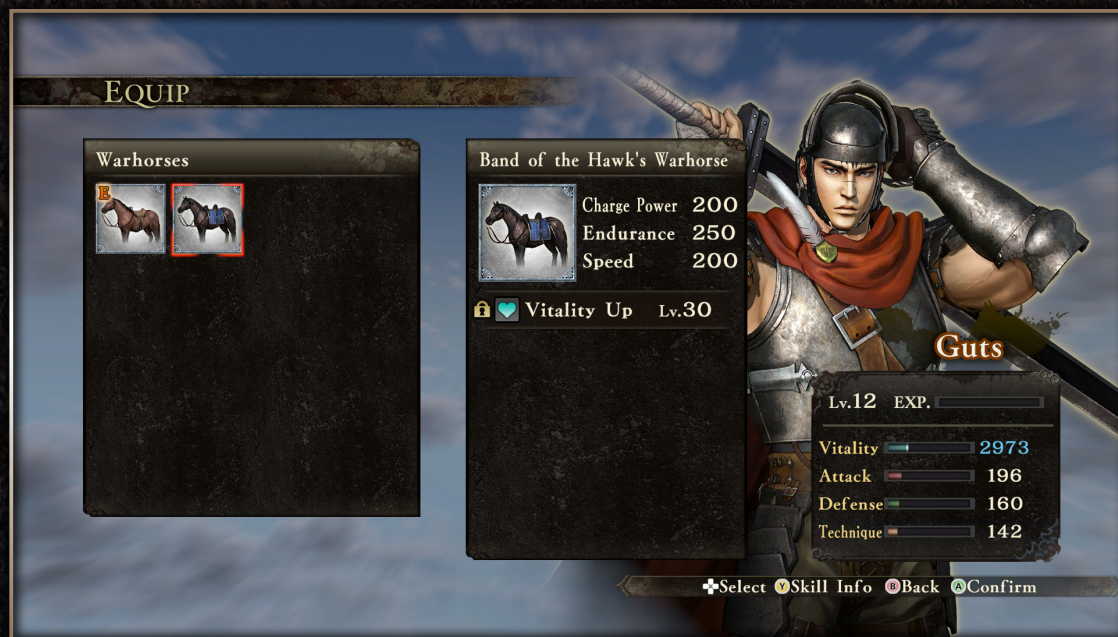 EQUIP
Warhorses
E
Band of the Hawk's Warhorse
Charge Power 200
Endurance 250
Speed 200
Vitality Up Lv.30
Guts
Lv.12 EXP.
Vitality 2973
Attack 196
Defense 160
Technique 142
Select Y Skill Info B Back A Confirm